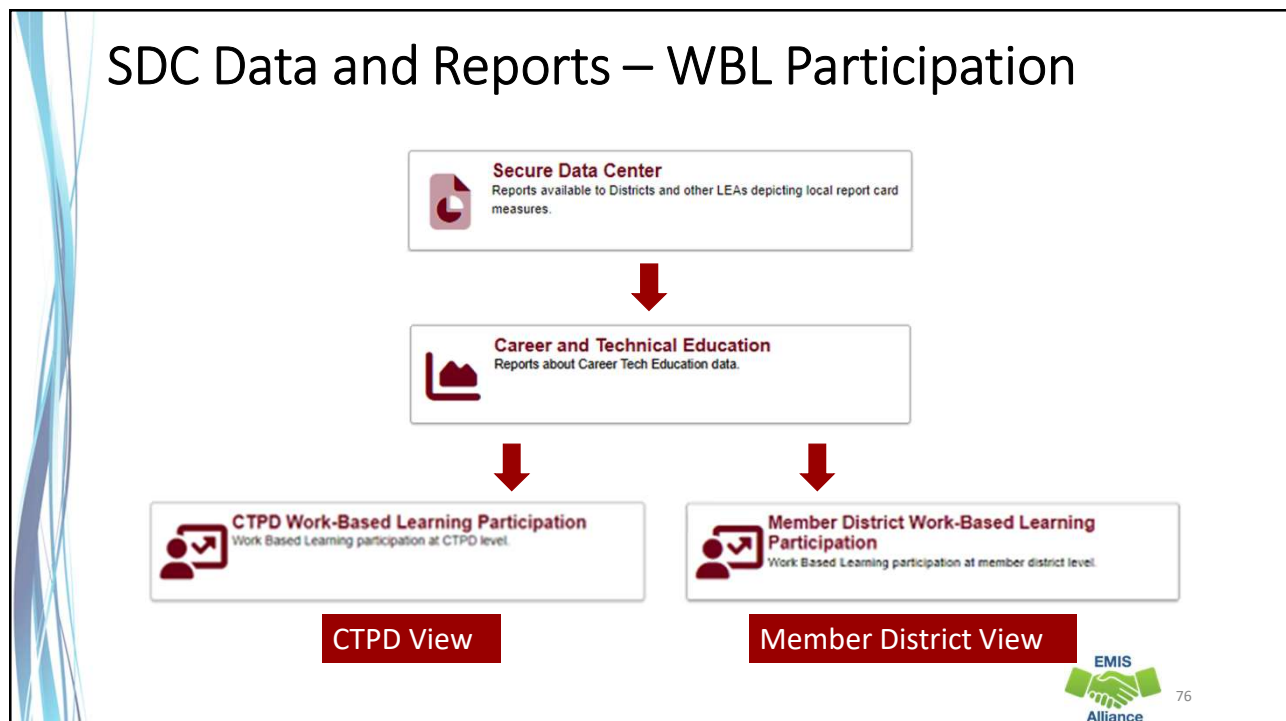 SDC Data and Reports – WBL Participation
Secure Data Center
Reports available to Districts and other LEAs depicting local report card
measures.
Career and Technical Education
Reports about Career Tech Education data.
CTPD Work-Based Learning Participation
Work Based Learning participation at CTPD level.
Member District Work-Based Learning
Participation
Work Based Learning participation at member district level.
CTPD View
Member District View
EMIS
Alliance
76